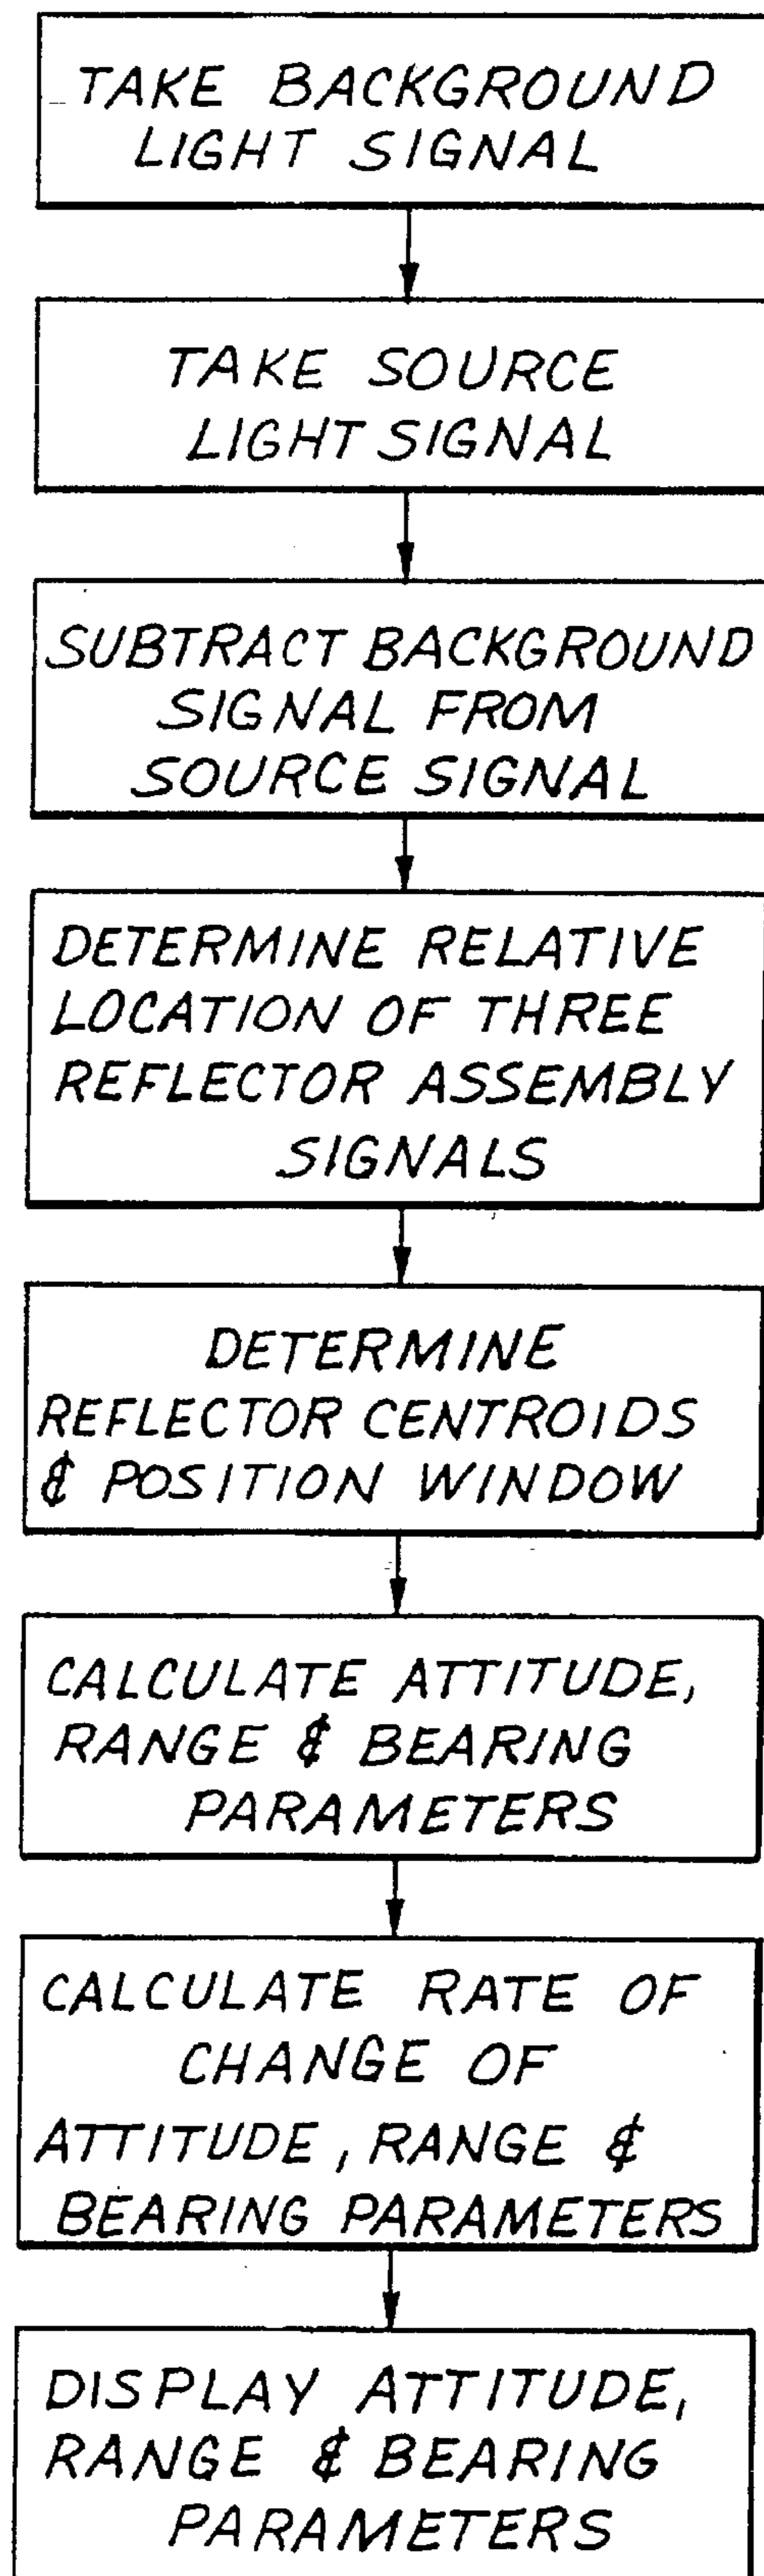 TAKE BACKGROUND
LIGHT SIGNAL
TAKE SOURCE
LIGHT SIGNAL
SUBTRACT BACKGROUND
SIGNAL FROM
SOURCE SIGNAL
DETERMINE RELATIVE
LOCATION OF THREE
REFLECTOR ASSEMBLY
SIGNALS
DETERMINE
REFLECTOR CENTROIDS
& POSITION WINDOW
CALCULATE ATTITUDE,
RANGE & BEARING
PARAMETERS
CALCULATE RATE OF
CHANGE OF
ATTITUDE, RANGE &
BEARING PARAMETERS
DISPLAY ATTITUDE,
RANGE & BEARING
PARAMETERS